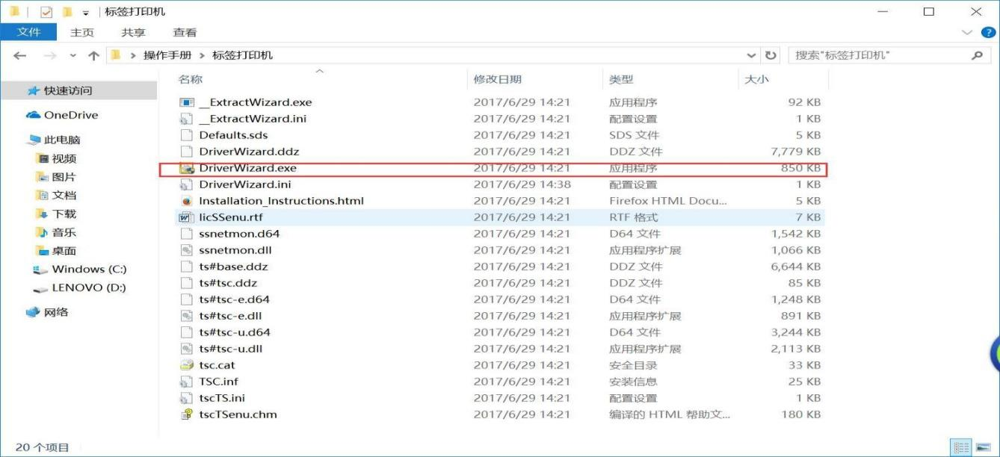 标签打印机
文件 主页 共享 查看
操作手册 标签打印机 搜索"标签打印机"
名称 修改日期 类型 大小
快速访问
OneDrive
此电脑
视频
图片
文档
下载
音乐
桌面
Windows (C:)
LENOVO (D:)
网络
__ExtractWizard.exe 2017/6/29 14:21 应用程序 92 KB
__ExtractWizard.ini 2017/6/29 14:21 配置设置 1 KB
Defaults.sds 2017/6/29 14:21 SDS 文件 5 KB
DriverWizard.ddz 2017/6/29 14:21 DDZ 文件 7,779 KB
DriverWizard.exe 2017/6/29 14:21 应用程序 850 KB
DriverWizard.ini 2017/6/29 14:38 配置设置 1 KB
Installation_Instructions.html 2017/6/29 14:21 Firefox HTML Docu... 5 KB
licSSenu.rtf 2017/6/29 14:21 RTF 格式 7 KB
ssnetmon.d64 2017/6/29 14:21 D64 文件 1,542 KB
ssnetmon.dll 2017/6/29 14:21 应用程序扩展 1,066 KB
ts#base.ddz 2017/6/29 14:21 DDZ 文件 6,644 KB
ts#tsc.ddz 2017/6/29 14:21 DDZ 文件 85 KB
ts#tsc-e.d64 2017/6/29 14:21 D64 文件 1,248 KB
ts#tsc-e.dll 2017/6/29 14:21 应用程序扩展 891 KB
ts#tsc-u.d64 2017/6/29 14:21 D64 文件 3,244 KB
ts#tsc-u.dll 2017/6/29 14:21 应用程序扩展 2,113 KB
tsc.cat 2017/6/29 14:21 安全目录 33 KB
TSC.inf 2017/6/29 14:21 安装信息 25 KB
tscTS.ini 2017/6/29 14:21 配置设置 1 KB
tscTSenu.chm 2017/6/29 14:21 编译的 HTML 帮助文... 180 KB
20 个项目